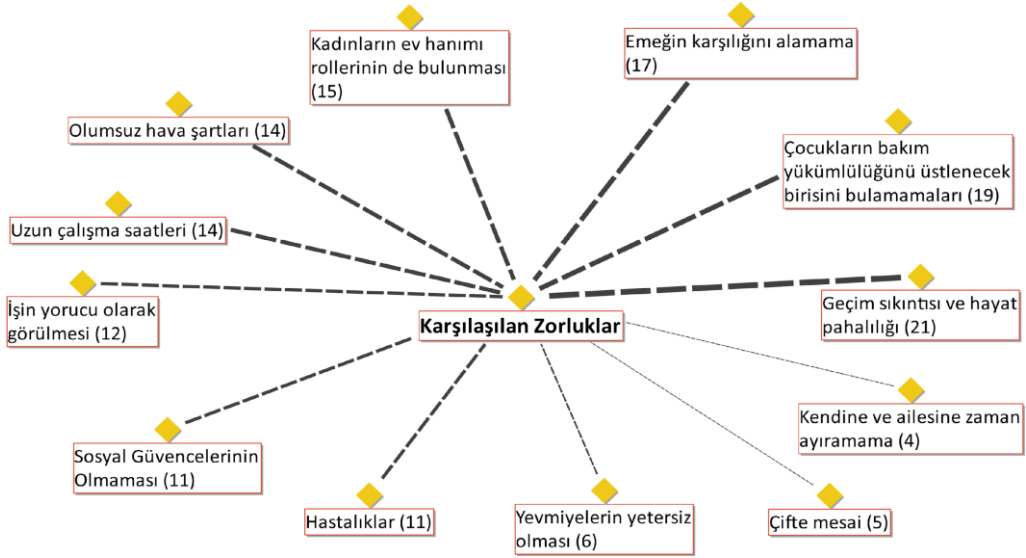 Kadınların ev hanımı
rollerinin de bulunması
(15)
Emeğin karşılığını alamama
(17)
Olumsuz hava şartları (14)
Çocukların bakım
yükümlülüğünü üstlenecek
birisini bulamamaları (19)
Uzun çalışma saatleri (14)
İşin yorucu olarak
görülmesi (12)
Karşılaşılan Zorluklar
Geçim sıkıntısı ve hayat
pahalılığı (21)
Kendine ve ailesine zaman
ayıramama (4)
Sosyal Güvencelerinin
Olmaması (11)
Hastalıklar (11)
Yevmiyelerin yetersiz
olması (6)
Çifte mesai (5)